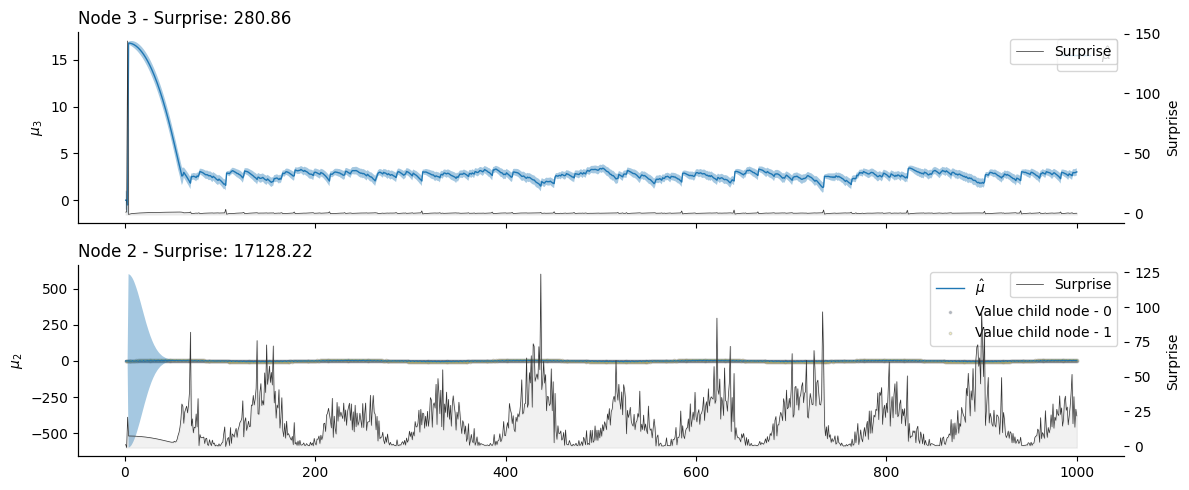 Node 3 - Surprise: 280.86
μ3
15
10
5
0
Surprise
150
100
50
0
Surprise
Node 2 - Surprise: 17128.22
μ2
500
250
0
−250
−500
μ̂
Value child node - 0
Value child node - 1
Surprise
125
100
75
50
25
0
Surprise
0
200
400
600
800
1000